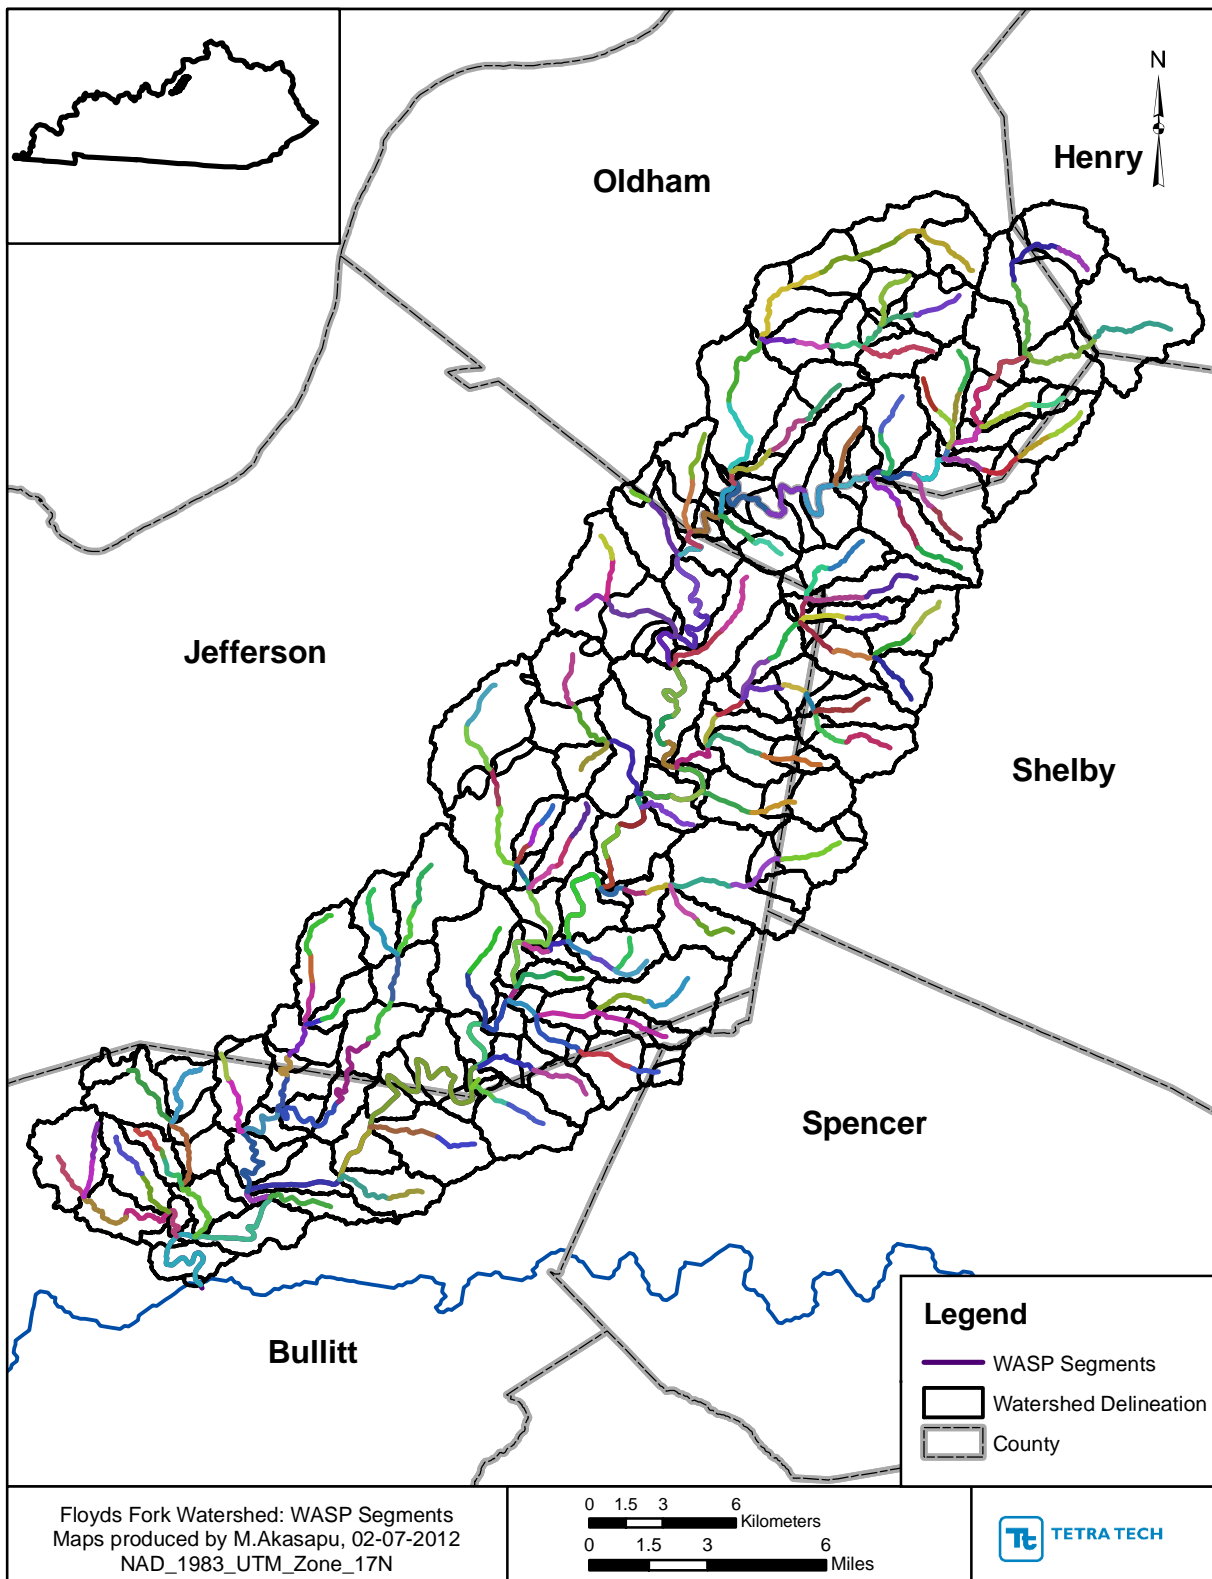 N
Henry
Oldham
Jefferson
Shelby
Spencer
Bullitt
Legend
WASP Segments
Watershed Delineation
County
Floyds Fork Watershed: WASP Segments
Maps produced by M.Akasapu, 02-07-2012
NAD_1983_UTM_Zone_17N
0 1.5 3 6
Kilometers
0 1.5 3 6
Miles
Tt TETRA TECH